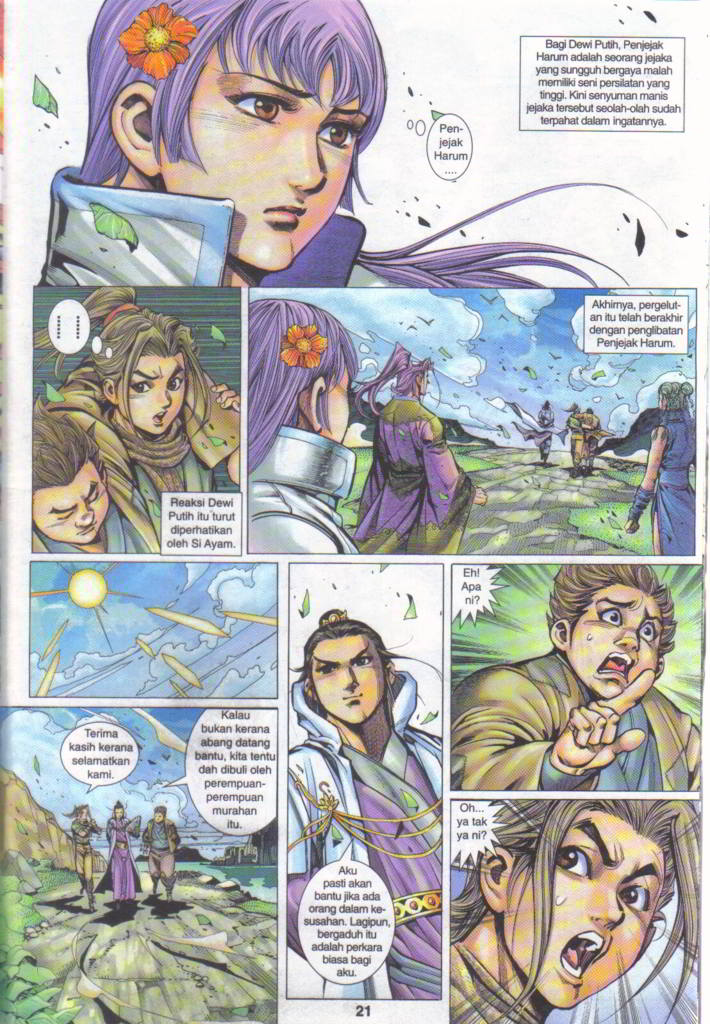 Bagi Dewi Putih, Penjejak
Harum adalah seorang jejaka
yang sungguh bergaya malah
memiliki seni persilatan yang
tinggi. Kini senyuman manis
jejaka tersebut seolah-olah sudah
terpahat dalam ingatannya.
Pen-
jejak
Harum
....
! !
Reaksi Dewi
Putih itu turut
diperhatikan
oleh Si Ayam.
Akhirnya, pergelut-
an itu telah berakhir
dengan penglibatan
Penjejak Harum.
Terima
kasih kerana
selamatkan
kami.
Kalau
bukan kerana
abang datang
bantu, kita tentu
dah dibuli oleh
perempuan-
perempuan
murahan
itu.
Aku
pasti akan
bantu jika ada
orang dalam ke-
susahan. Lagipun,
bergaduh itu
adalah perkara
biasa bagi
aku.
Eh!
Apa
ni?
Oh...
ya tak
ya ni?
21